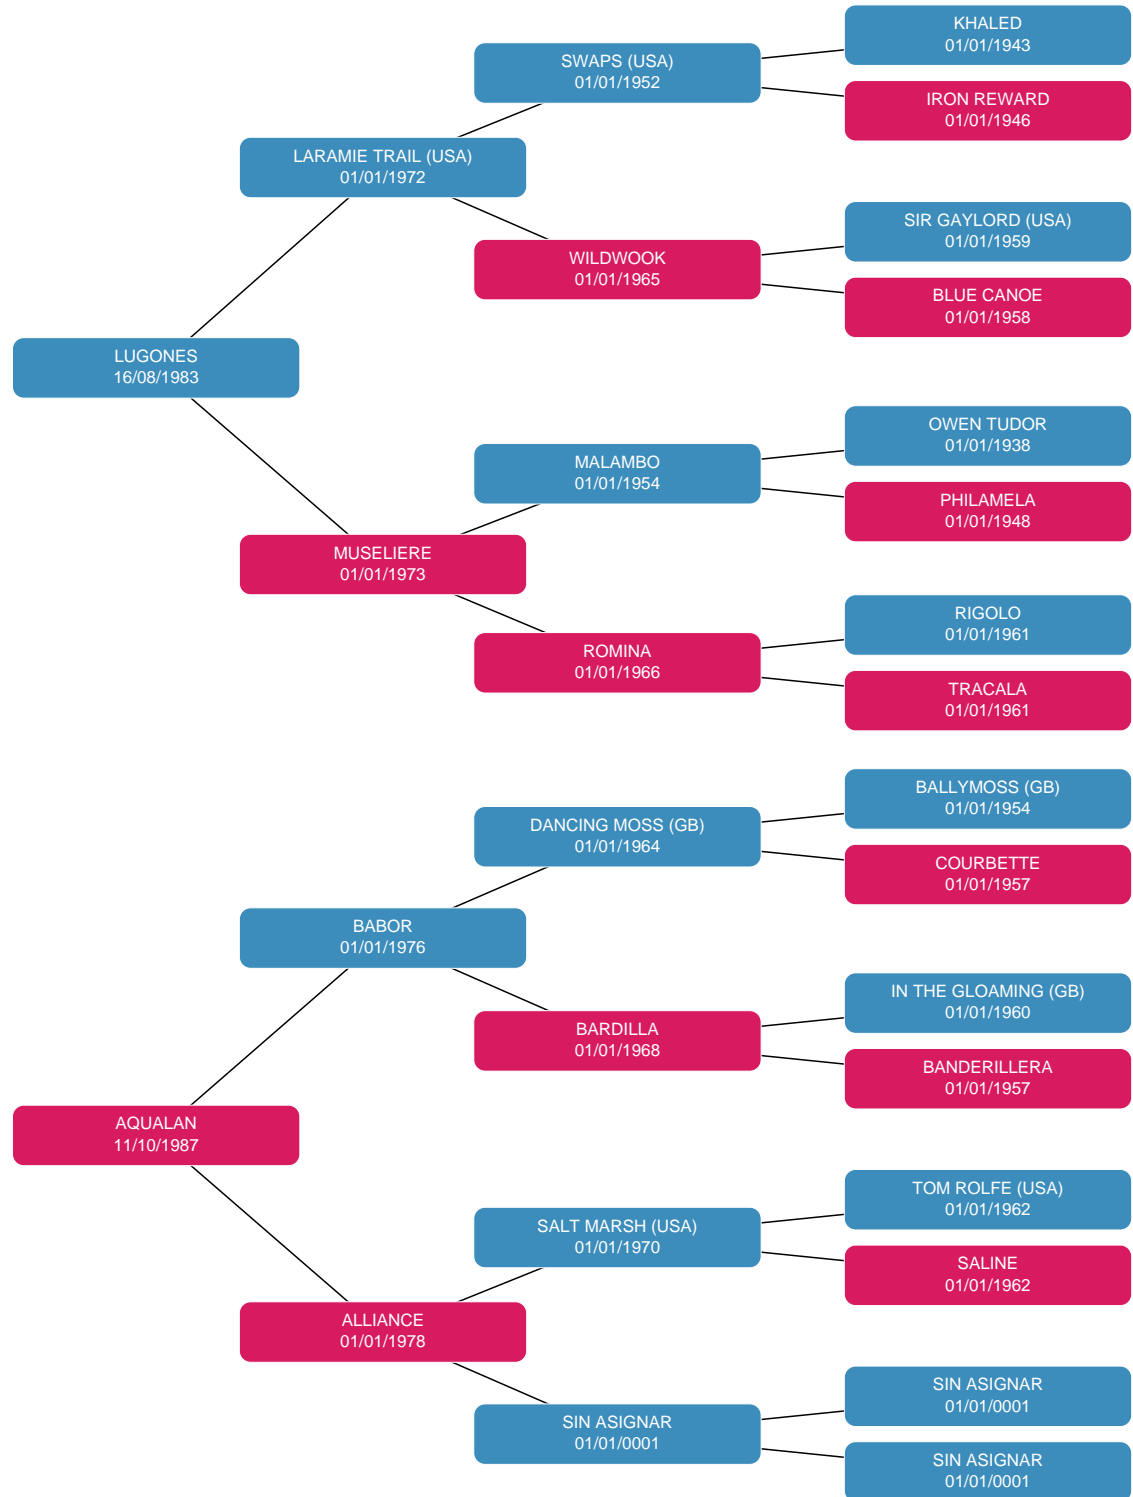 KHALED
01/01/1943
SWAPS (USA)
01/01/1952
IRON REWARD
01/01/1946
LARAMIE TRAIL (USA)
01/01/1972
SIR GAYLORD (USA)
01/01/1959
WILDWOOK
01/01/1965
BLUE CANOE
01/01/1958
LUGONES
16/08/1983
OWEN TUDOR
01/01/1938
MALAMBO
01/01/1954
PHILAMELA
01/01/1948
MUSELIERE
01/01/1973
RIGOLO
01/01/1961
ROMINA
01/01/1966
TRACALA
01/01/1961
BALLYMOSS (GB)
01/01/1954
DANCING MOSS (GB)
01/01/1964
COURBETTE
01/01/1957
BABOR
01/01/1976
IN THE GLOAMING (GB)
01/01/1960
BARDILLA
01/01/1968
BANDERILLERA
01/01/1957
AQUALAN
11/10/1987
TOM ROLFE (USA)
01/01/1962
SALT MARSH (USA)
01/01/1970
SALINE
01/01/1962
ALLIANCE
01/01/1978
SIN ASIGNAR
01/01/0001
SIN ASIGNAR
01/01/0001
SIN ASIGNAR
01/01/0001